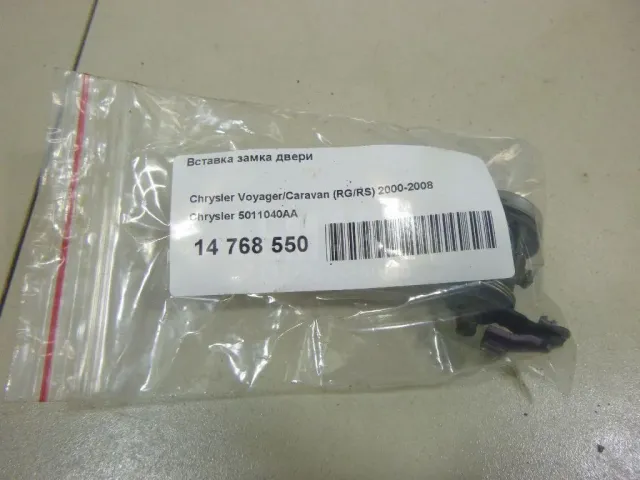 Вставка замка двери
Chrysler Voyager/Caravan (RG/RS) 2000-2008
Chrysler 5011040AA
14 768 550